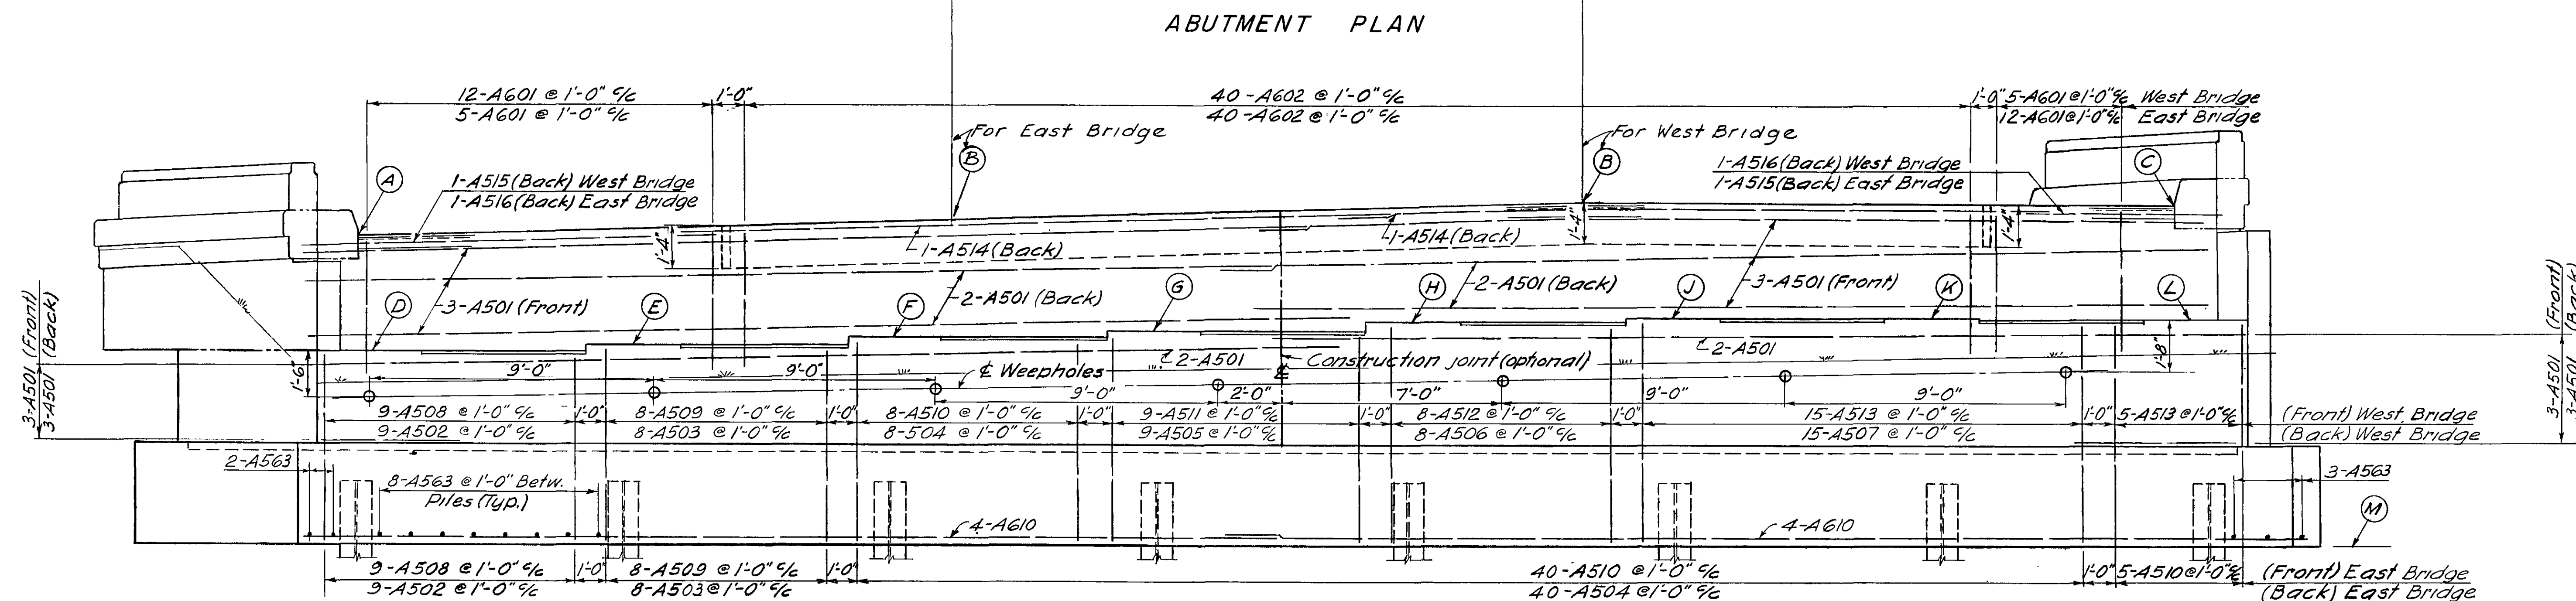 ABUTMENT PLAN
12-A601 @ 1'-0" c/c
5-A601 @ 1'-0" c/c
1'-0"
40-A602 @ 1'-0" c/c
40-A602 @ 1'-0" c/c
1'-0"
5-A601 @ 1'-0" c/c West Bridge
12-A601 @ 1'-0" c/c East Bridge
For East Bridge
For West Bridge
A
B
B
C
1-A515 (Back) West Bridge
1-A516 (Back) East Bridge
1-A516 (Back) West Bridge
1-A515 (Back) East Bridge
1'-4"
1-A514 (Back)
1-A514 (Back)
1'-4"
1'-4"
3-A501 (Front)
2-A501 (Back)
2-A501 (Back)
3-A501 (Front)
D
E
F
G
H
J
K
L
3-A501 (Front)
3-A501 (Back)
3-A501 (Front)
3-A501 (Back)
1'-6"
9'-0"
9'-0"
℄ Weepholes
2-A501
Construction joint (optional)
℄
2-A501
1'-8"
9'-0"
2'-0"
7'-0"
9'-0"
9'-0"
9-A508 @ 1'-0" c/c
9-A502 @ 1'-0" c/c
1'-0"
8-A509 @ 1'-0" c/c
8-A503 @ 1'-0" c/c
1'-0"
8-A510 @ 1'-0" c/c
8-504 @ 1'-0" c/c
1'-0"
9-A511 @ 1'-0" c/c
9-A505 @ 1'-0" c/c
1'-0"
8-A512 @ 1'-0" c/c
8-A506 @ 1'-0" c/c
1'-0"
15-A513 @ 1'-0" c/c
15-A507 @ 1'-0" c/c
1'-0"
5-A513 @ 1'-0" c/c
(Front) West Bridge
(Back) West Bridge
2-A563
8-A563 @ 1'-0" Betw.
Piles (Typ.)
3-A563
4-A610
4-A610
M
9-A508 @ 1'-0" c/c
9-A502 @ 1'-0" c/c
1'-0"
8-A509 @ 1'-0" c/c
8-A503 @ 1'-0" c/c
1'-0"
40-A510 @ 1'-0" c/c
40-A504 @ 1'-0" c/c
1'-0"
5-A510 @ 1'-0" c/c
(Front) East Bridge
(Back) East Bridge